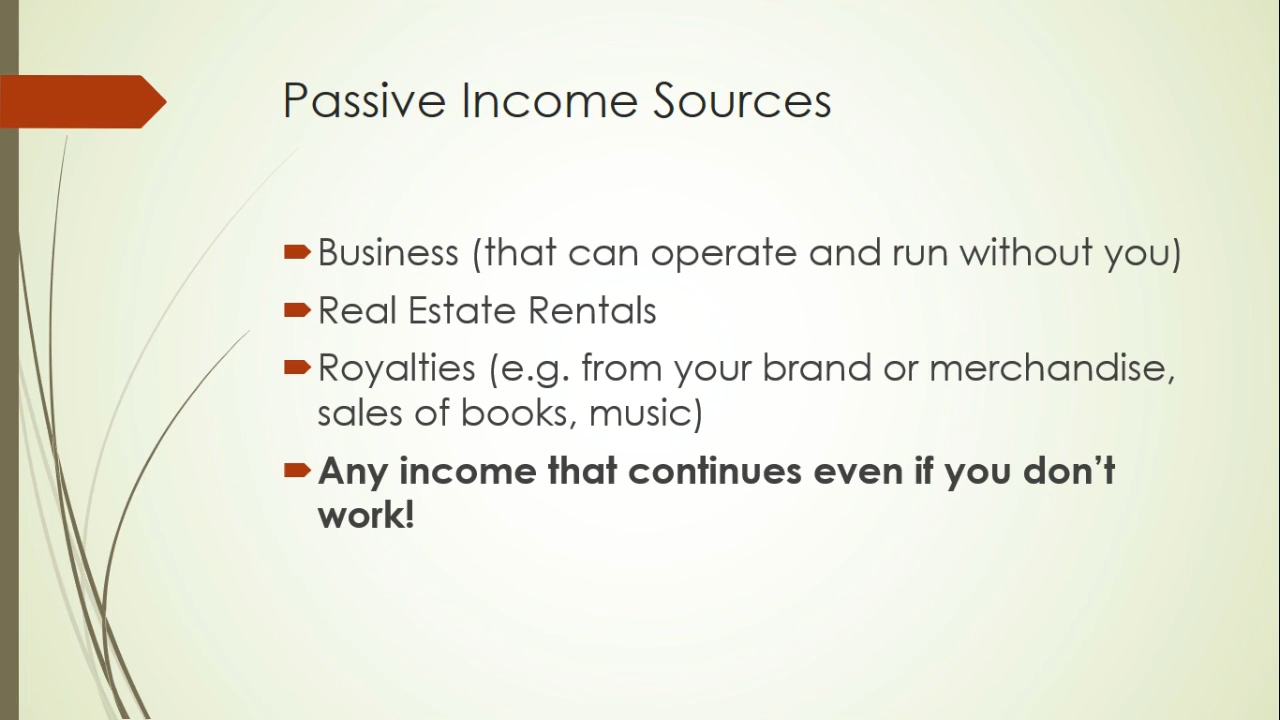 Passive Income Sources
Business (that can operate and run without you)
Real Estate Rentals
Royalties (e.g. from your brand or merchandise,
sales of books, music)
Any income that continues even if you don’t
work!